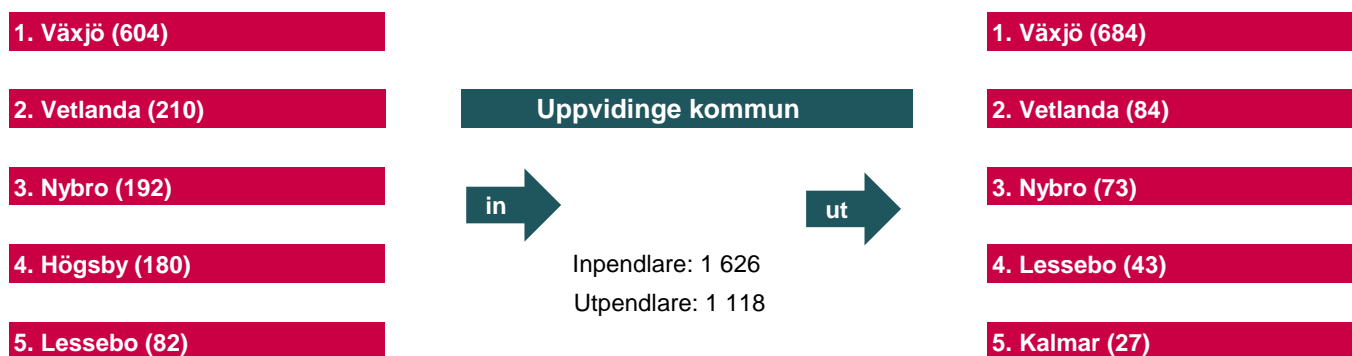 1. Växjö (604)
2. Vetlanda (210)
3. Nybro (192)
4. Högsby (180)
5. Lessebo (82)
Uppvidinge kommun
in
ut
Inpendlare: 1 626
Utpendlare: 1 118
1. Växjö (684)
2. Vetlanda (84)
3. Nybro (73)
4. Lessebo (43)
5. Kalmar (27)